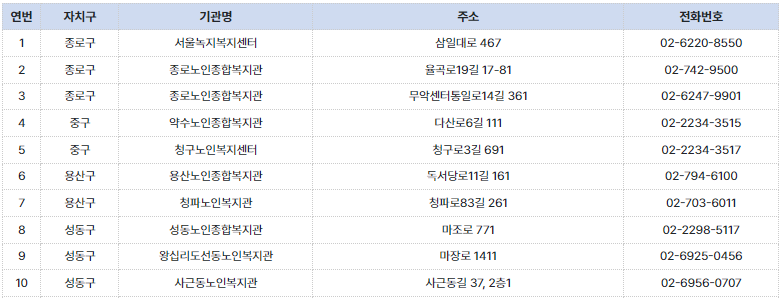 연번 자치구 기관명 주소 전화번호
1 종로구 서울녹지복지센터 삼일대로 467 02-6220-8550
2 종로구 종로노인종합복지관 율곡로19길 17-81 02-742-9500
3 종로구 종로노인종합복지관 무악센터통일로14길 361 02-6247-9901
4 중구 약수노인종합복지관 다산로6길 111 02-2234-3515
5 중구 청구노인복지센터 청구로3길 691 02-2234-3517
6 용산구 용산노인종합복지관 독서당로11길 161 02-794-6100
7 용산구 청파노인복지관 청파로83길 261 02-703-6011
8 성동구 성동노인종합복지관 마조로 771 02-2298-5117
9 성동구 왕십리도선동노인복지관 마장로 1411 02-6925-0456
10 성동구 사근동노인복지관 사근동길 37, 2층1 02-6956-0707